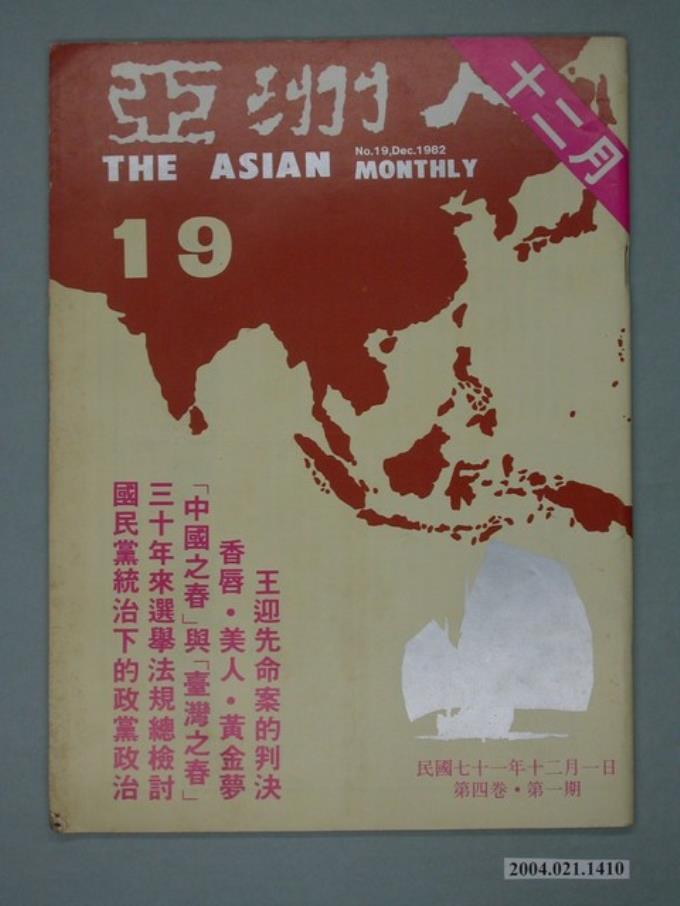 亞洲人
十二月
No.19,Dec.1982
THE ASIAN MONTHLY
19
王迎先命案的判決
香唇·美人·黃金夢
「中國之春」與「臺灣之春」
三十年來選舉法規總檢討
國民黨統治下的政黨政治
民國七十一年十二月一日
第四卷·第一期
2004.021.1410